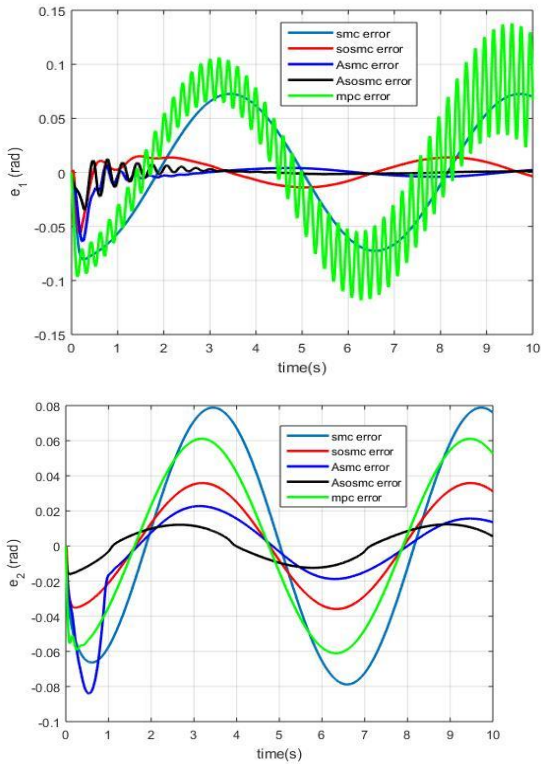 0.15
0.1
0.05
0
-0.05
-0.1
-0.15
e1 (rad)
smc error
sosmc error
Asmc error
Asosmc error
mpc error
0 1 2 3 4 5 6 7 8 9 10
time(s)
0.08
0.06
0.04
0.02
0
-0.02
-0.04
-0.06
-0.08
-0.1
e2 (rad)
smc error
sosmc error
Asmc error
Asosmc error
mpc error
0 1 2 3 4 5 6 7 8 9 10
time(s)